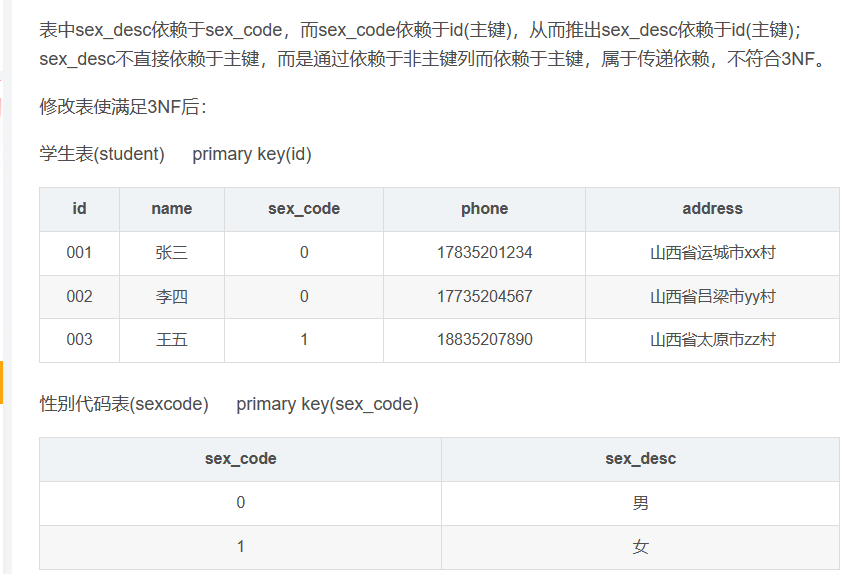 表中sex_desc依赖于sex_code，而sex_code依赖于id(主键)，从而推出sex_desc依赖于id(主键)；
sex_desc不直接依赖于主键，而是通过依赖于非主键列而依赖于主键，属于传递依赖，不符合3NF。
修改表使满足3NF后：
学生表(student) primary key(id)
id name sex_code phone address
001 张三 0 17835201234 山西省运城市xx村
002 李四 0 17735204567 山西省吕梁市yy村
003 王五 1 18835207890 山西省太原市zz村
性别代码表(sexcode) primary key(sex_code)
sex_code sex_desc
0 男
1 女